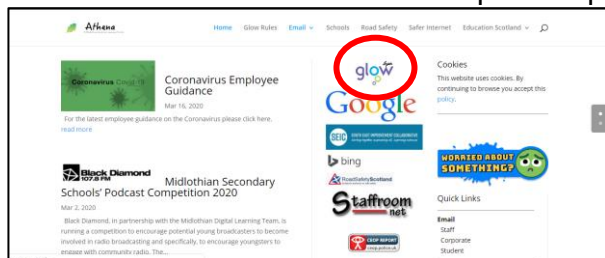 Athena
Home Glow Rules Email Schools Road Safety Safer Internet Education Scotland
Coronavirus Covid-19
Coronavirus Employee
Guidance
Mar 16, 2020
For the latest employee guidance on the Coronavirus please click here.
read more
Black Diamond
107.8 FM
Midlothian Secondary
Schools' Podcast Competition 2020
Mar 2, 2020
Black Diamond, in partnership with the Midlothian Digital Learning Team, is
running a competition to encourage potential young broadcasters to become
involved in radio broadcasting and specifically, to encourage youngsters to
engage with community radio. The...
glow
Google
SEIC
SOUTH EAST IMPROVEMENT COLLABORATIVE
bing
RoadSafetyScotland
Staffroom
net
CEOP REPORT
Cookies
This website uses cookies. By
continuing to browse you accept this
policy.
WORRIED ABOUT
SOMETHING?
Quick Links
Email
Staff
Corporate
Student